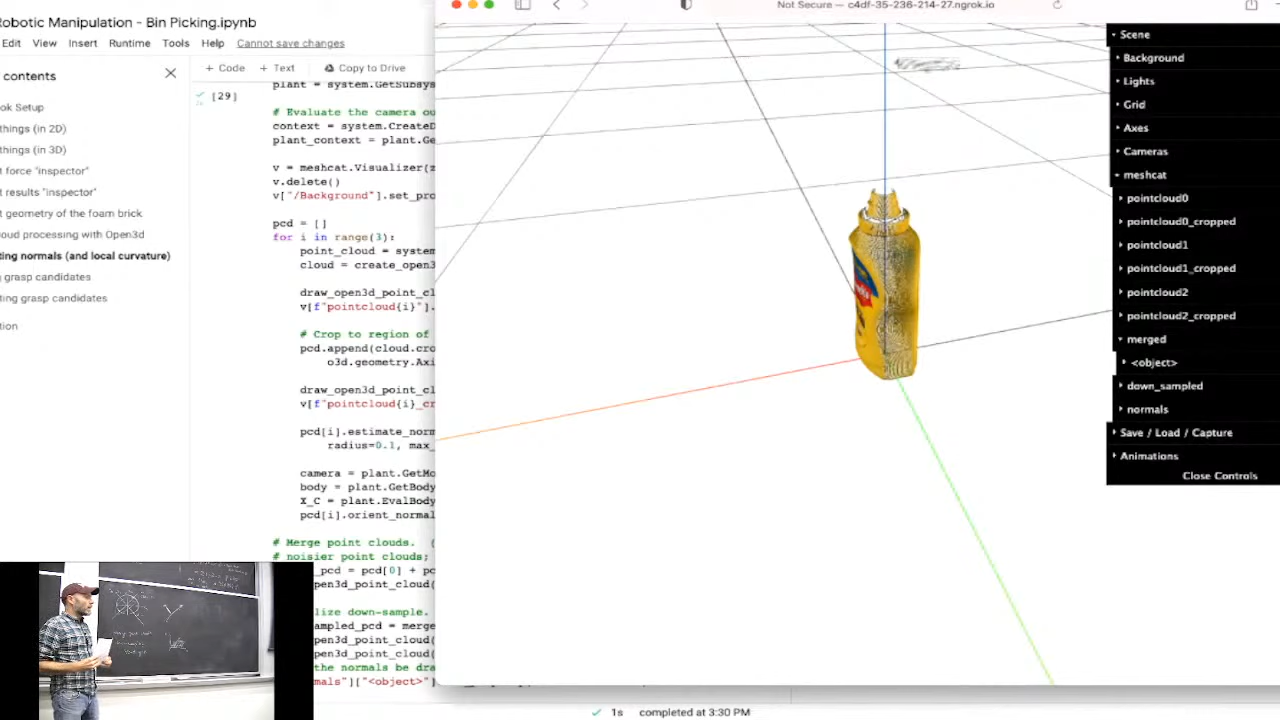 Robotic Manipulation - Bin Picking.ipynb
Edit View Insert Runtime Tools Help Cannot save changes
contents
+ Code + Text Copy to Drive
ok Setup
things (in 2D)
things (in 3D)
t force "inspector"
t results "inspector"
t geometry of the foam brick
oud processing with Open3d
ting normals (and local curvature)
g grasp candidates
ting grasp candidates
tion
[29]
plant = system.GetSubsys
# Evaluate the camera ou
context = system.CreateD
plant_context = plant.Ge
v = meshcat.Visualizer(z
v.delete()
v["/Background"].set_pro
pcd = []
for i in range(3):
point_cloud = system
cloud = create_open3
draw_open3d_point_cl
v[f"pointcloud{i}"].
# Crop to region of
pcd.append(cloud.cro
o3d.geometry.Axi
draw_open3d_point_cl
v[f"pointcloud{i}_cr
pcd[i].estimate_norm
radius=0.1, max_
camera = plant.GetMo
body = plant.GetBody
X_C = plant.EvalBody
pcd[i].orient_normal
# Merge point clouds. (
# noisier point clouds;
_pcd = pcd[0] + pc
open3d_point_cloud(
lize down-sample.
ampled_pcd = merge
open3d_point_cloud(
open3d_point_cloud(
the normals be dra
mals"]["<object>"]
1s completed at 3:30 PM
Not Secure — c4df-35-236-214-27.ngrok.io
Scene
Background
Lights
Grid
Axes
Cameras
meshcat
pointcloud0
pointcloud0_cropped
pointcloud1
pointcloud1_cropped
pointcloud2
pointcloud2_cropped
merged
<object>
down_sampled
normals
Save / Load / Capture
Animations
Close Controls